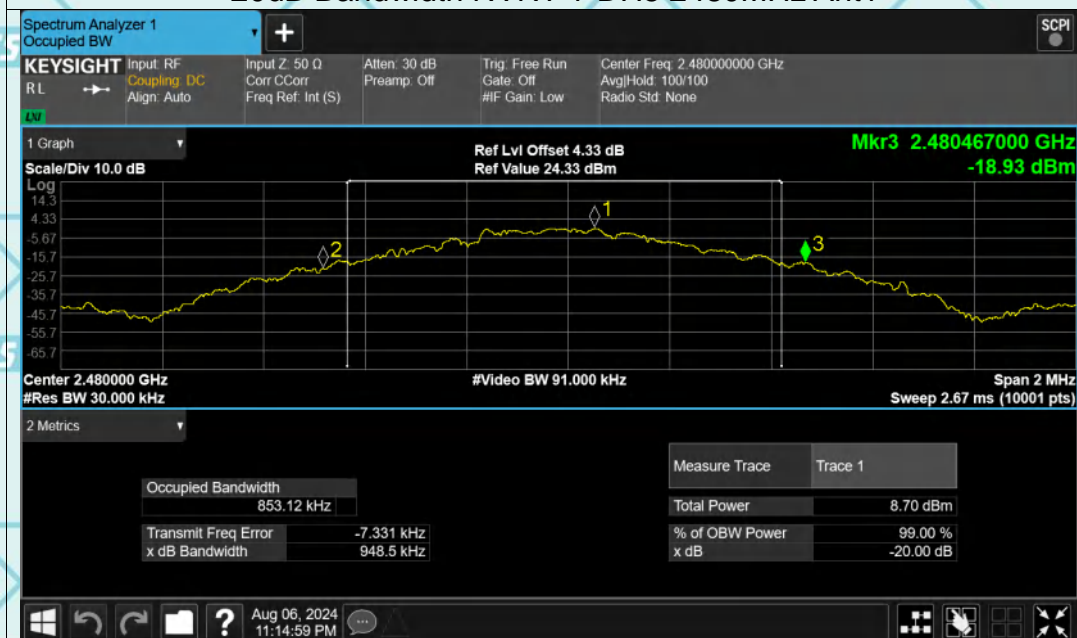 Spectrum Analyzer 1
Occupied BW
+
SCPI
KEYSIGHT
R L
LXI
Input: RF
Coupling: DC
Align: Auto
Input Z: 50 Ω
Corr CCorr
Freq Ref: Int (S)
Atten: 30 dB
Preamp: Off
Trig: Free Run
Gate: Off
#IF Gain: Low
Center Freq: 2.480000000 GHz
Avg|Hold: 100/100
Radio Std: None
1 Graph
Scale/Div 10.0 dB
Ref Lvl Offset 4.33 dB
Ref Value 24.33 dBm
Mkr3 2.480467000 GHz
-18.93 dBm
Log
14.3
4.33
-5.67
-15.7
-25.7
-35.7
-45.7
-55.7
-65.7
1
2
3
Center 2.480000 GHz
#Res BW 30.000 kHz
#Video BW 91.000 kHz
Span 2 MHz
Sweep 2.67 ms (10001 pts)
2 Metrics
Occupied Bandwidth
853.12 kHz
Transmit Freq Error -7.331 kHz
x dB Bandwidth 948.5 kHz
Measure Trace Trace 1
Total Power 8.70 dBm
% of OBW Power 99.00 %
x dB -20.00 dB
?
Aug 06, 2024
11:14:59 PM